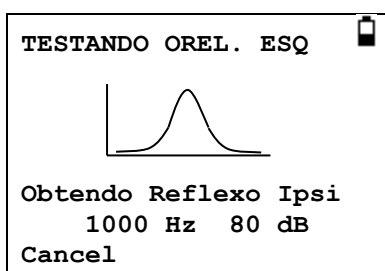 TESTANDO OREL. ESQ
Obtendo Reflexo Ipsi
1000 Hz 80 dB
Cancel